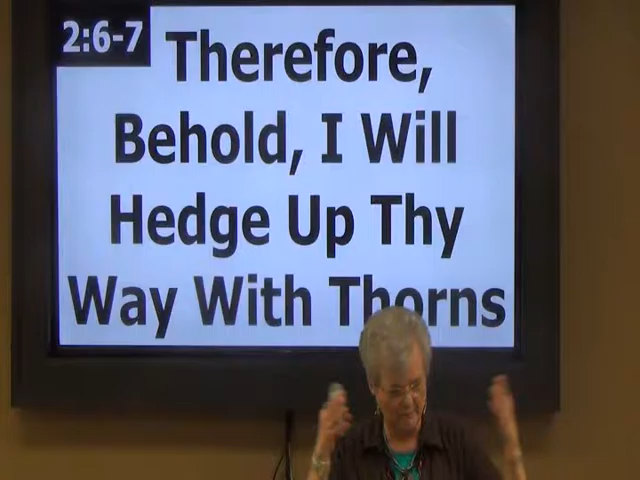 2:6-7
Therefore,
Behold, I Will
Hedge Up Thy
Way With Thorns